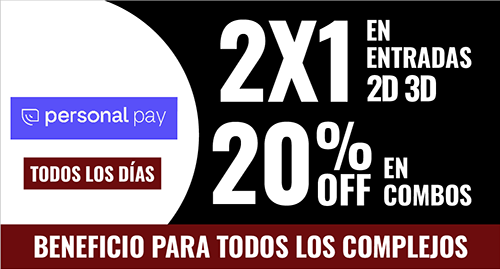 personal pay
TODOS LOS DÍAS
2X1 EN ENTRADAS 2D 3D
20% OFF EN COMBOS
BENEFICIO PARA TODOS LOS COMPLEJOS